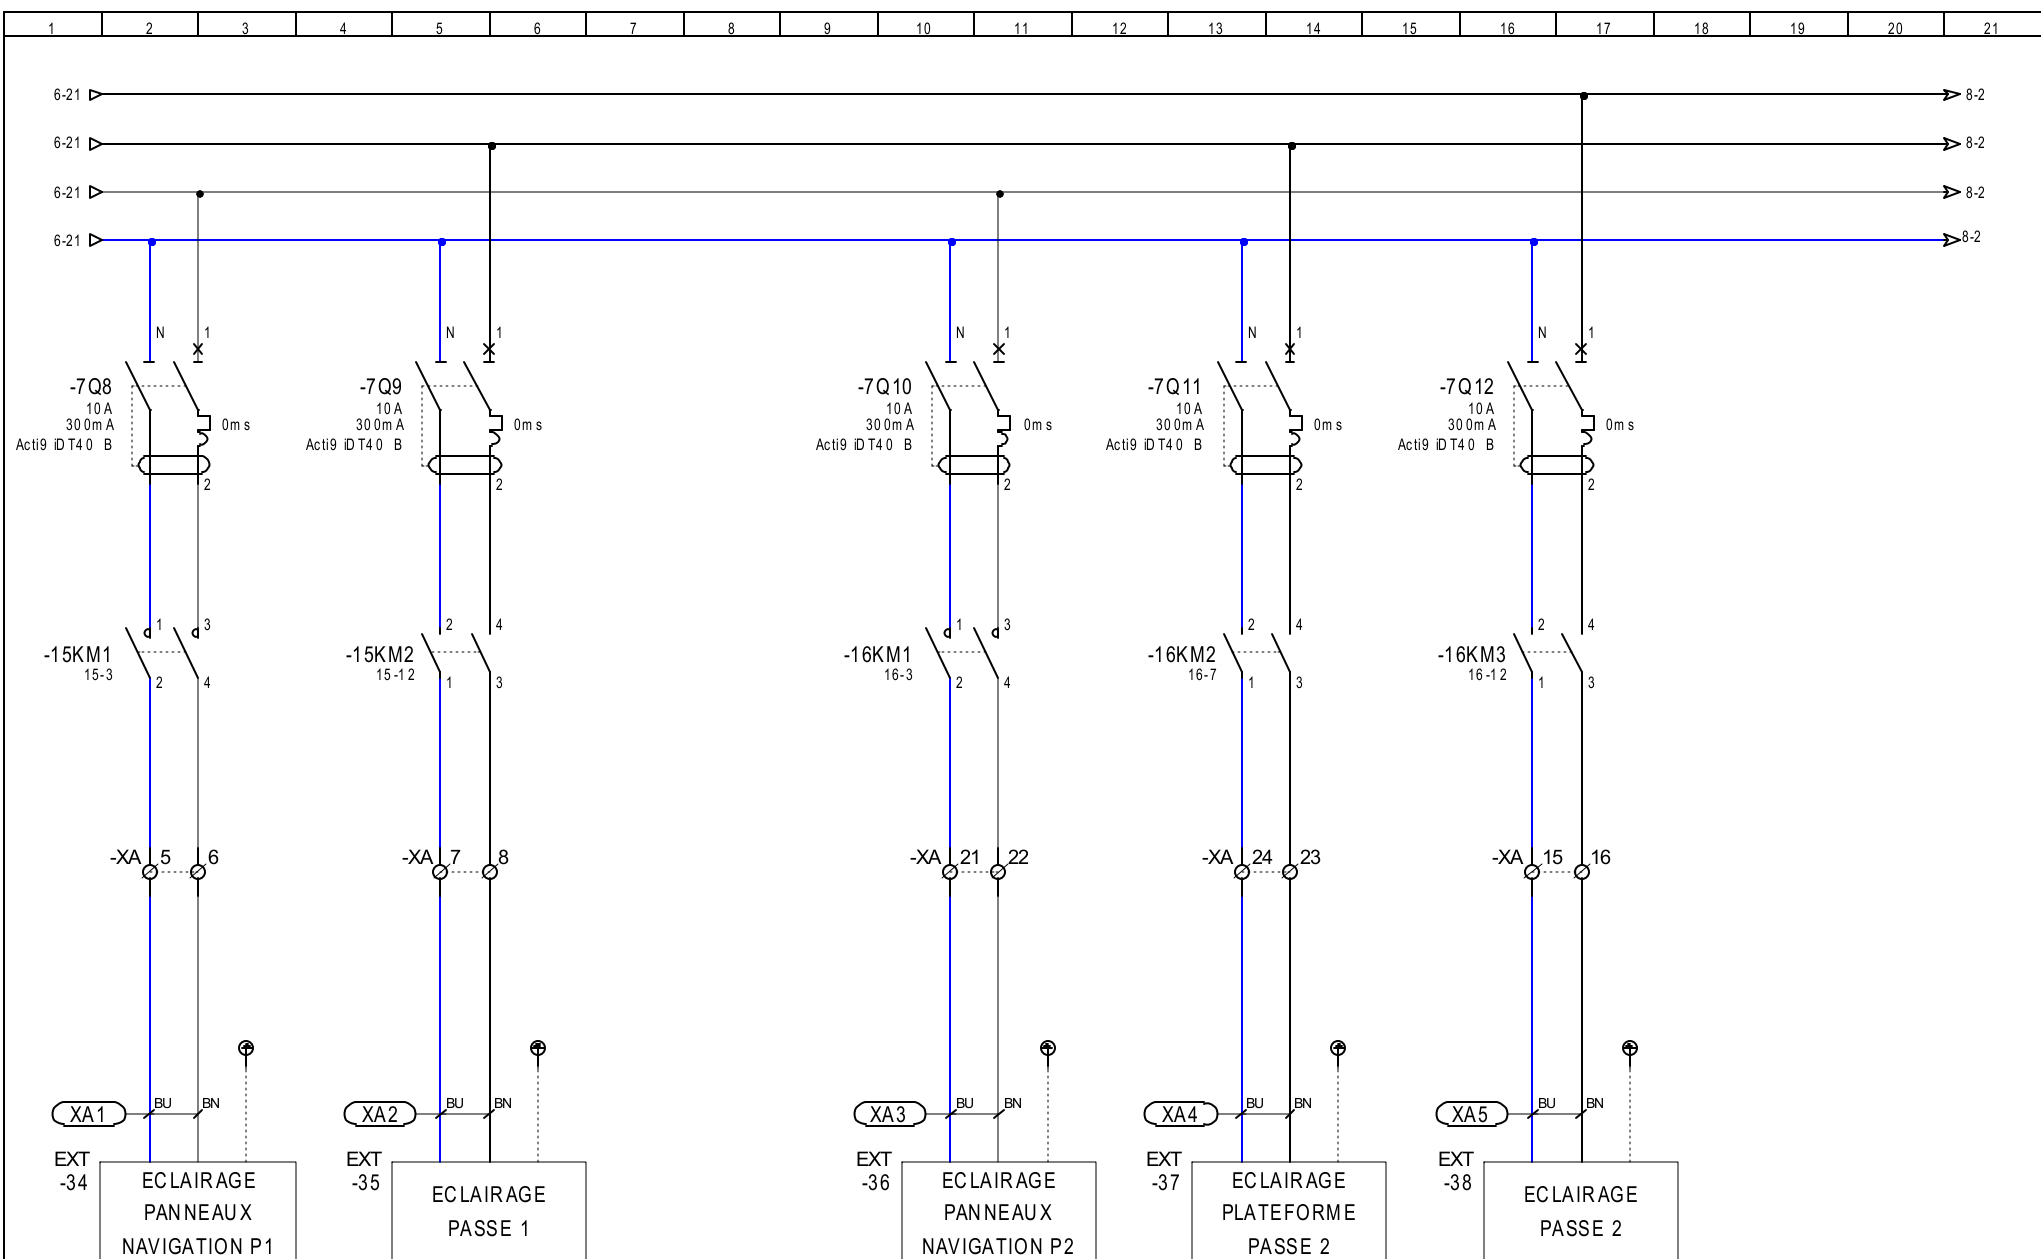 1 2 3 4 5 6 7 8 9 10 11 12 13 14 15 16 17 18 19 20 21
6-21 8-2
6-21 8-2
6-21 8-2
6-21 8-2
N 1 N 1 N 1 N 1 N 1
-7Q8 -7Q9 -7Q10 -7Q11 -7Q12
10A 10A 10A 10A 10A
300mA 0ms 300mA 0ms 300mA 0ms 300mA 0ms 300mA 0ms
Acti9 iDT40 B Acti9 iDT40 B Acti9 iDT40 B Acti9 iDT40 B Acti9 iDT40 B
2 2 2 2 2
1 3 2 4 1 3 2 4 2 4
-15KM1 -15KM2 -16KM1 -16KM2 -16KM3
15-3 15-12 16-3 16-7 16-12
2 4 1 3 2 4 1 3 1 3
-XA 5 6 -XA 7 8 -XA 21 22 -XA 24 23 -XA 15 16
XA1 BU BN XA2 BU BN XA3 BU BN XA4 BU BN XA5 BU BN
EXT EXT EXT EXT EXT
-34 -35 -36 -37 -38
ECLAIRAGE
PANNEAUX
NAVIGATION P1
ECLAIRAGE
PASSE 1
ECLAIRAGE
PANNEAUX
NAVIGATION P2
ECLAIRAGE
PLATEFORME
PASSE 2
ECLAIRAGE
PASSE 2